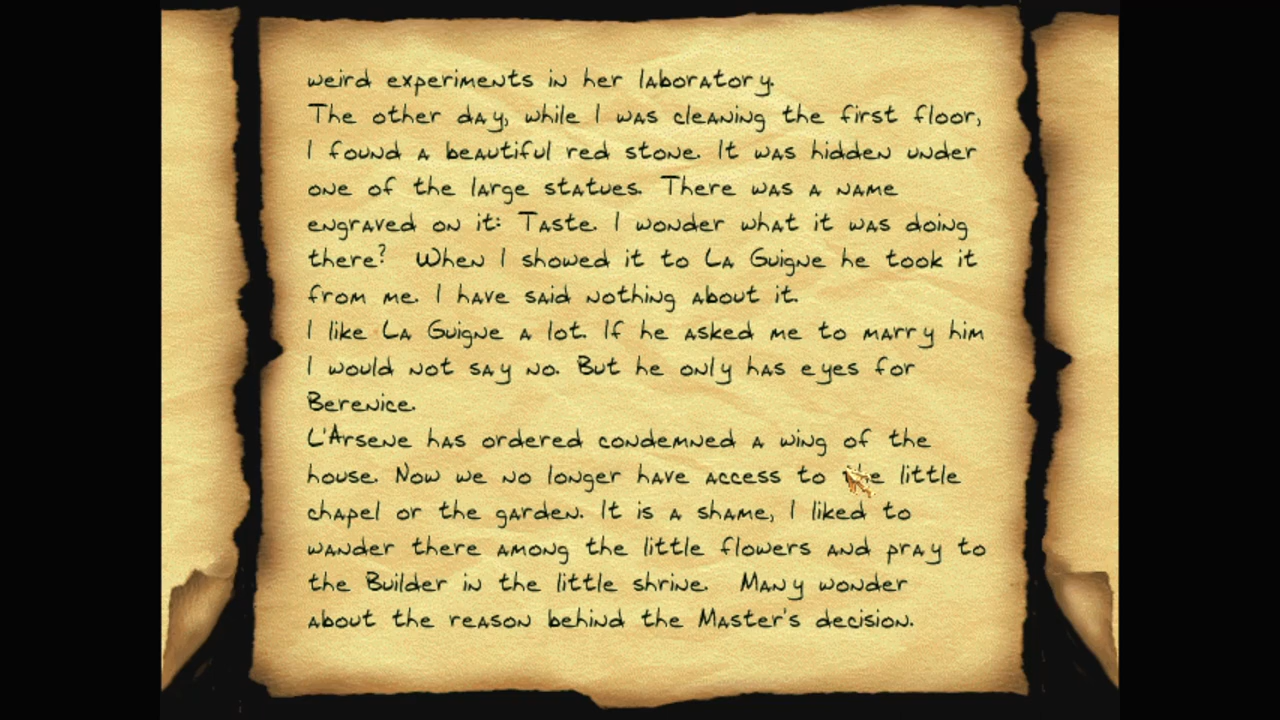 weird experiments in her laboratory.
The other day, while I was cleaning the first floor,
I found a beautiful red stone. It was hidden under
one of the large statues. There was a name
engraved on it: Taste. I wonder what it was doing
there? When I showed it to La Guigne he took it
from me. I have said nothing about it.
I like La Guigne a lot. If he asked me to marry him
I would not say no. But he only has eyes for
Berenice.
L'Arsene has ordered condemned a wing of the
house. Now we no longer have access to the little
chapel or the garden. It is a shame, I liked to
wander there among the little flowers and pray to
the Builder in the little shrine. Many wonder
about the reason behind the Master's decision.